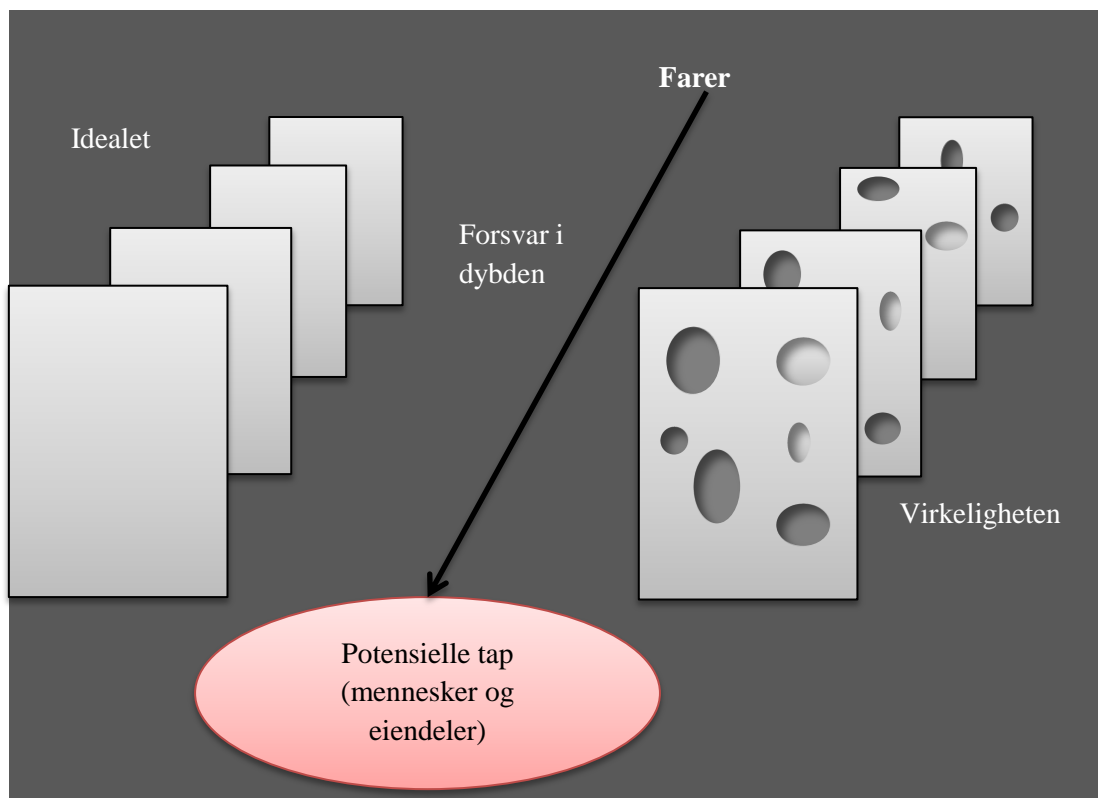 Farer
Idealet
Forsvar i
dybden
Virkeligheten
Potensielle tap
(mennesker og
eiendeler)